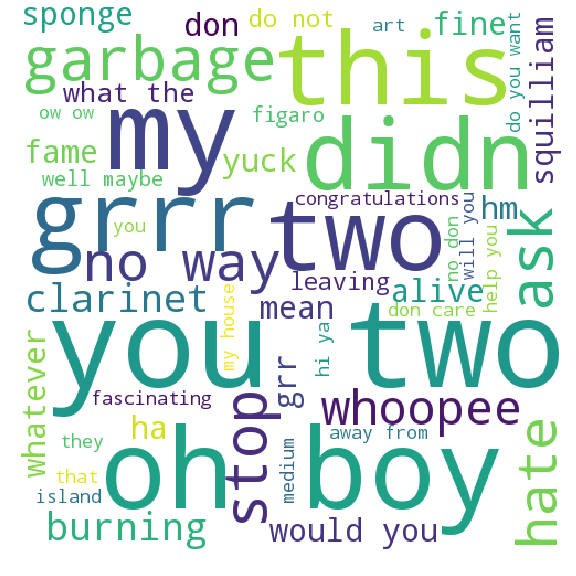 sponge
don
do not
art
fine
do you want
squilliam
garbage
this
what the
my
ow ow
figaro
didn
fame
yuck
well maybe
grrr
congratulations
hm
you
two
no way
no don
will you
help you
ask
leaving
alive
clarinet
mean
don care
my house
hi ya
you two
grr
whatever
fascinating
whoopee
stop
ha
away from
hate
they
oh boy
medium
that
island
burning
would you